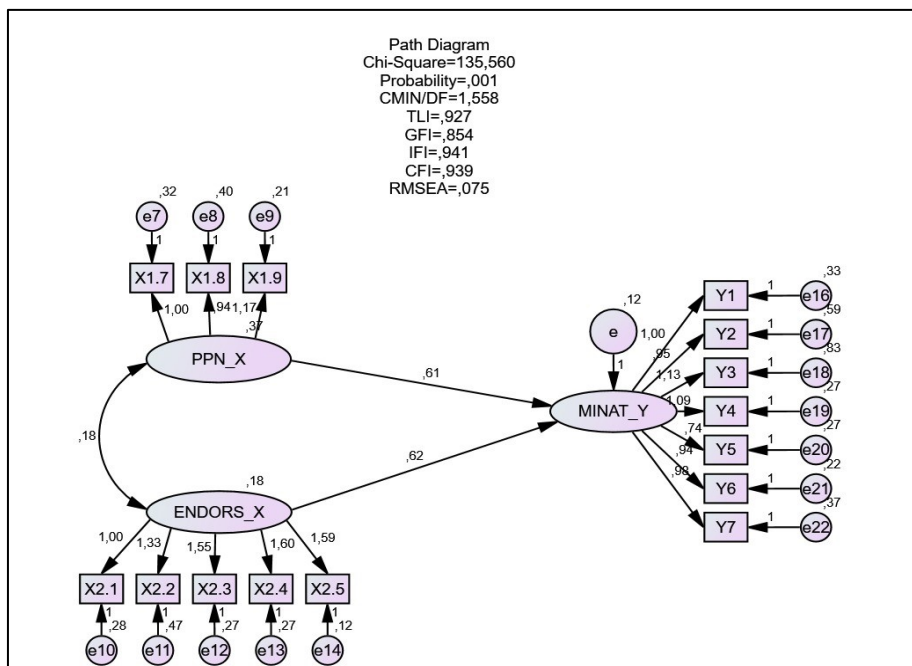 Path Diagram
Chi-Square=135,560
Probability=,001
CMIN/DF=1,558
TLI=,927
GFI=,854
IFI=,941
CFI=,939
RMSEA=,075
,32 ,40 ,21
e7 e8 e9
1 1 1
X1.7 X1.8 X1.9
1,00 ,94 1,17
,37
PPN_X
,61
,18
,18
ENDORS_X
,62
1,00 1,33 1,55 1,60 1,59
X2.1 X2.2 X2.3 X2.4 X2.5
1 1 1 1 1
,28 ,47 ,27 ,27 ,12
e10 e11 e12 e13 e14
,12
e
1
MINAT_Y
1,00
,95
1,13
1,09
,74
,94
,98
Y1 1 e16 ,33
Y2 1 e17 ,59
Y3 1 e18 ,83
Y4 1 e19 ,27
Y5 1 e20 ,27
Y6 1 e21 ,22
Y7 1 e22 ,37